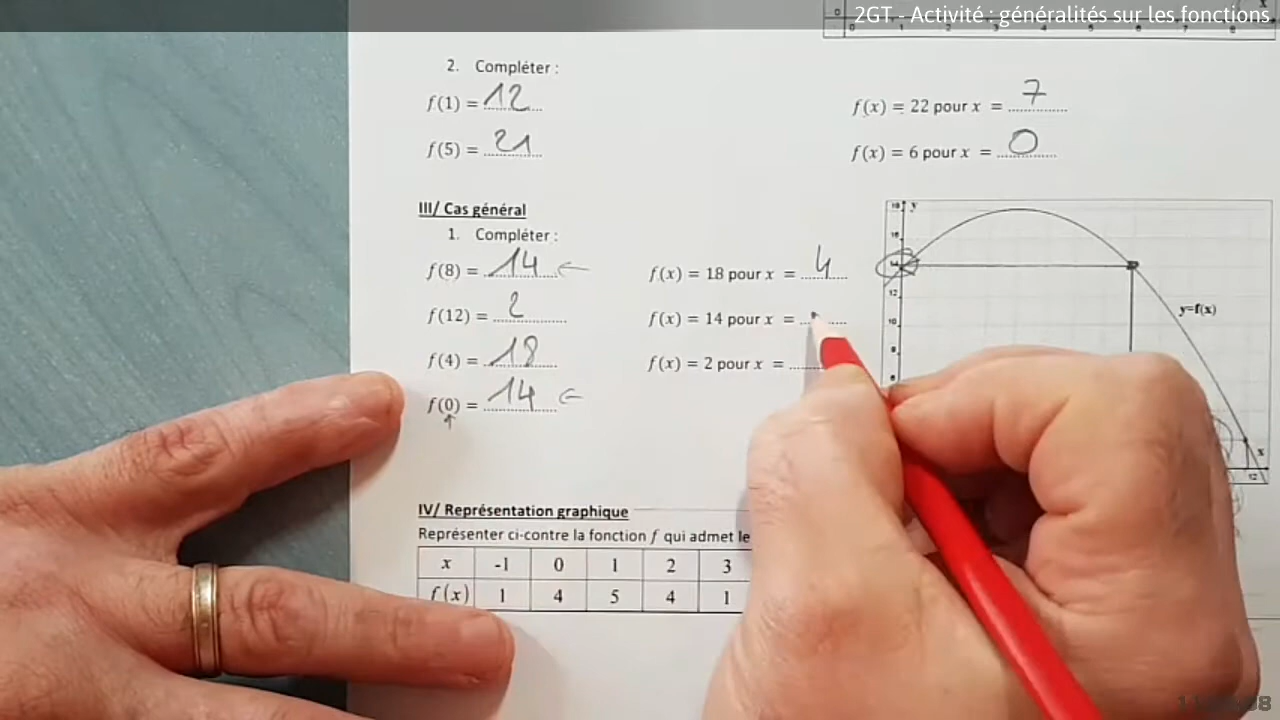 2GT - Activité : généralités sur les fonctions
2. Compléter :
f(1) = 12
f(x) = 22 pour x = 7
f(5) = 21
f(x) = 6 pour x = 0
III/ Cas général
1. Compléter :
f(8) = 14 ←
f(x) = 18 pour x = 4
f(12) = 2
f(x) = 14 pour x =
f(4) = 18
f(x) = 2 pour x =
f(0) = 14 ←
↑
y
y=f(x)
x
12
IV/ Représentation graphique
Représenter ci-contre la fonction f qui admet le
x -1 0 1 2 3
f(x) 1 4 5 4 1